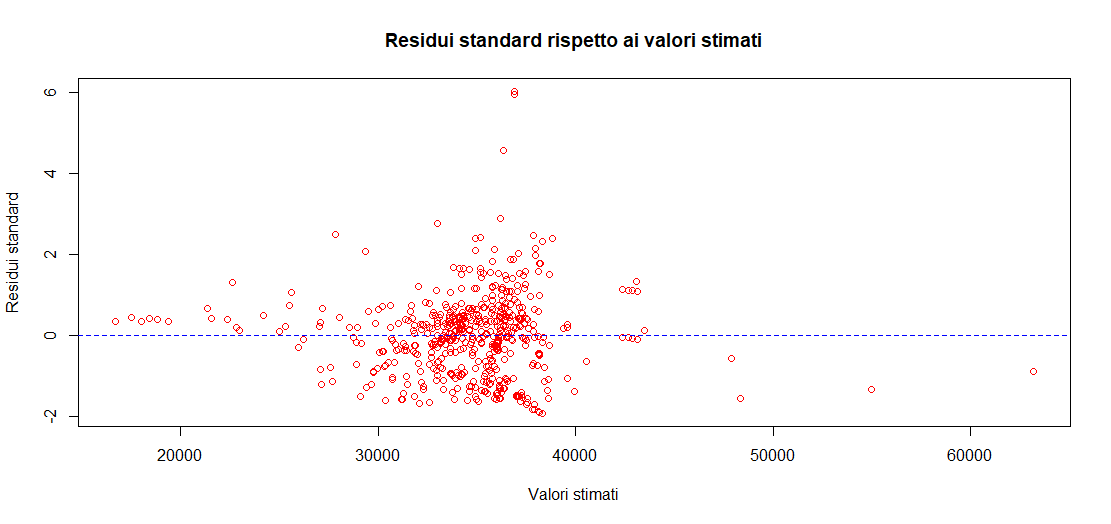 Residui standard rispetto ai valori stimati
Residui standard
6
4
2
0
-2
20000 30000 40000 50000 60000
Valori stimati